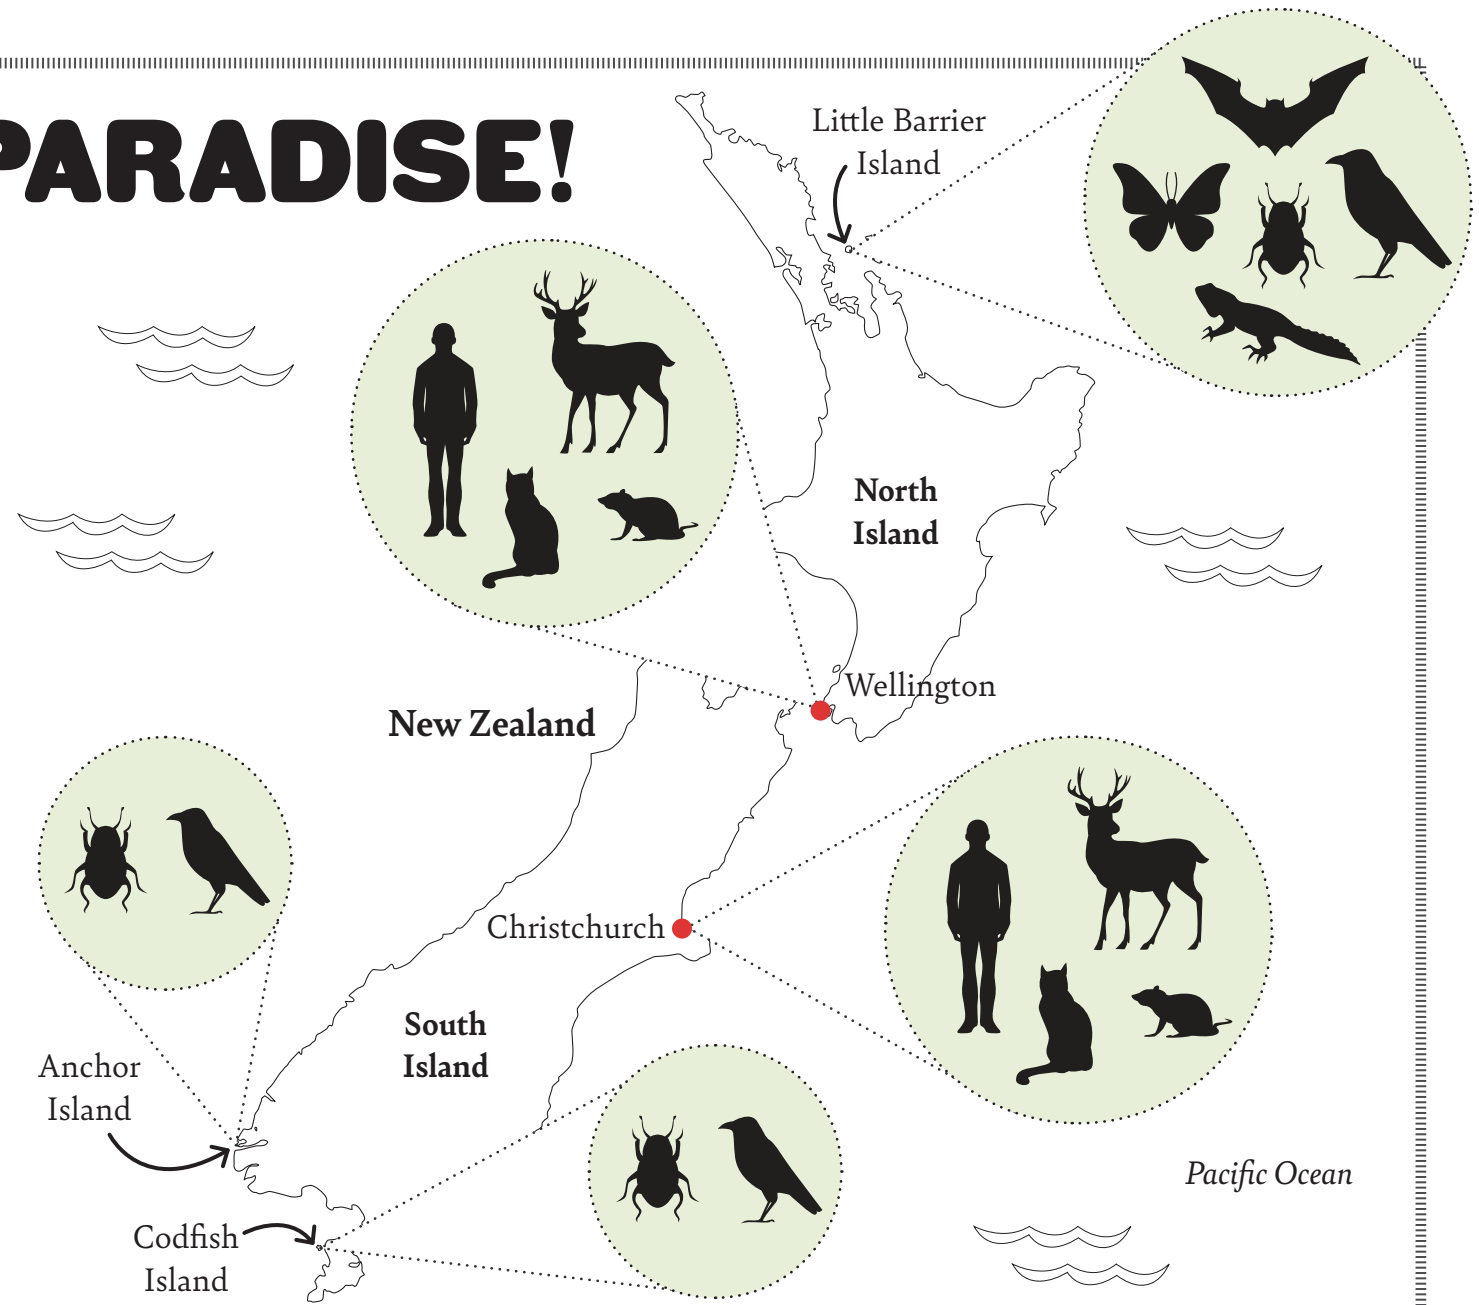 PARADISE!
Little Barrier
Island
North
Island
Wellington
New Zealand
Christchurch
South
Island
Anchor
Island
Pacific Ocean
Codfish
Island